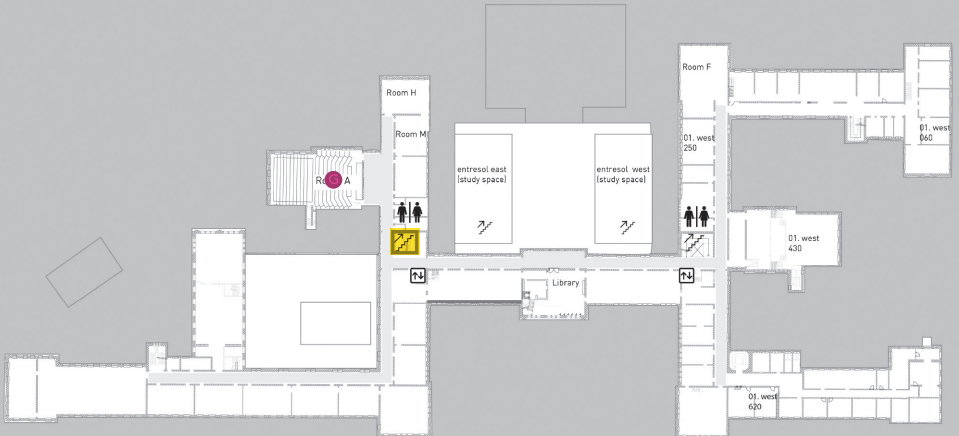 Room F
Room H
Room MI
01. west
060
01. west
250
entresol east
(study space)
entresol west
(study space)
G
A
01. west
430
Library
01. west
620